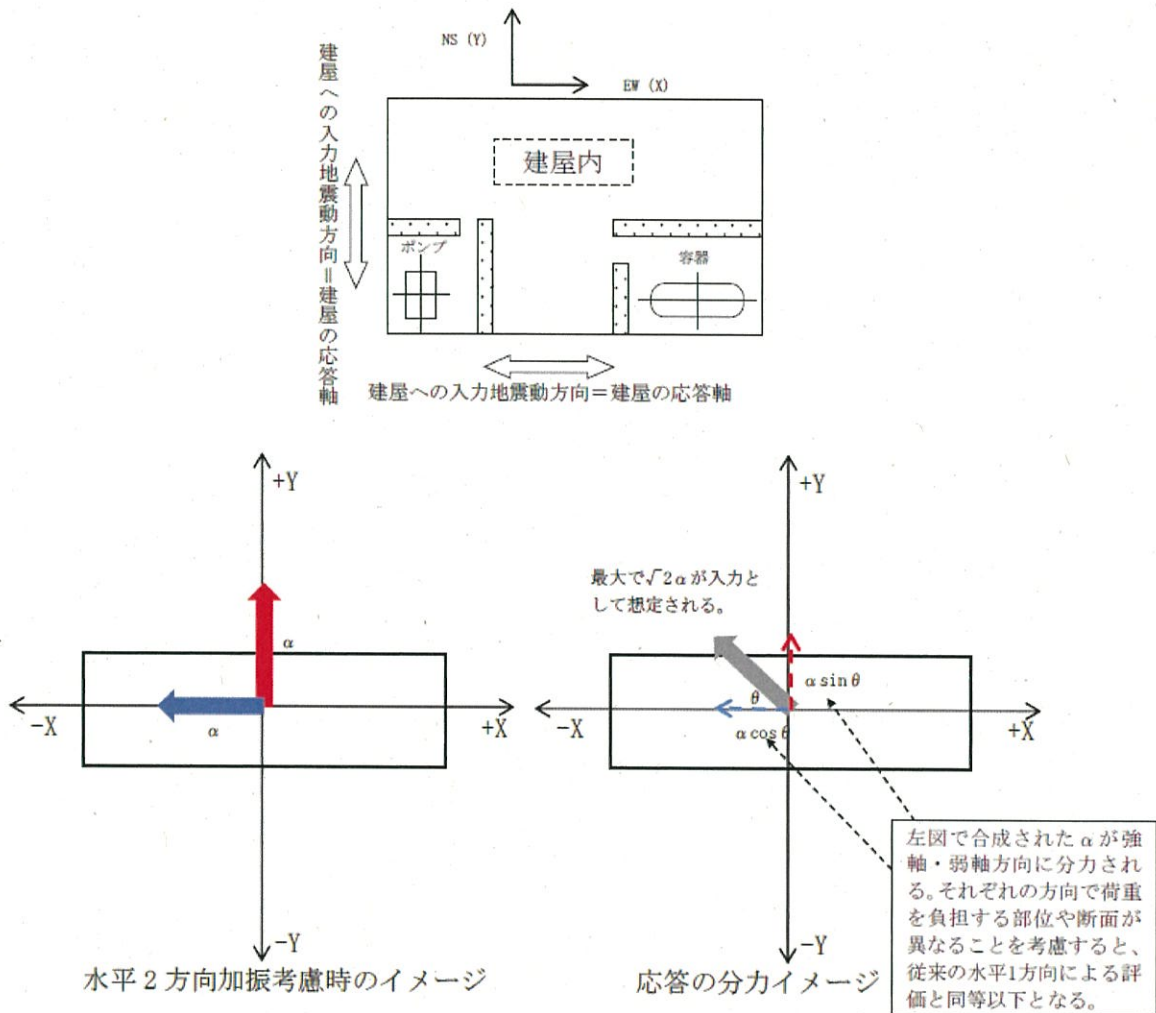 NS (Y)
EW (X)
建屋への入力地震動方向＝建屋の応答軸
建屋内
ポンプ
容器
建屋への入力地震動方向＝建屋の応答軸
+Y
α
-X
α
+X
-Y
水平２方向加振考慮時のイメージ
+Y
最大で√2αが入力と
して想定される。
α sin θ
θ
-X
α cos θ
+X
-Y
応答の分力イメージ
左図で合成されたαが強
軸・弱軸方向に分力され
る。それぞれの方向で荷重
を負担する部位や断面が
異なることを考慮すると、
従来の水平1方向による評
価と同等以下となる。